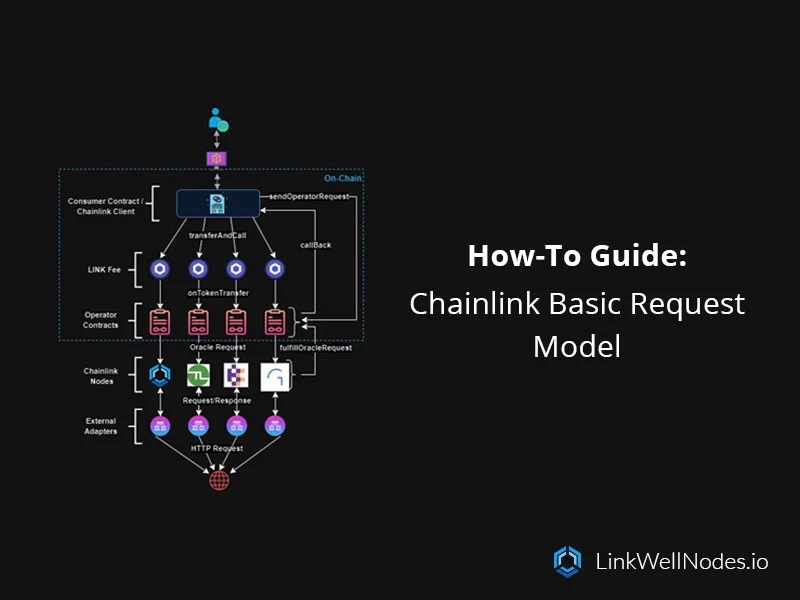 On-Chain
Consumer Contract /
Chainlink Client
sendOperatorRequest
transferAndCall
callBack
LINK Fee
onTokenTransfer
Operator
Contracts
Oracle Request
fulfillOracleRequest
Chainlink
Nodes
Request/Response
External
Adapters
HTTP Request
How-To Guide:
Chainlink Basic Request
Model
LinkWellNodes.io